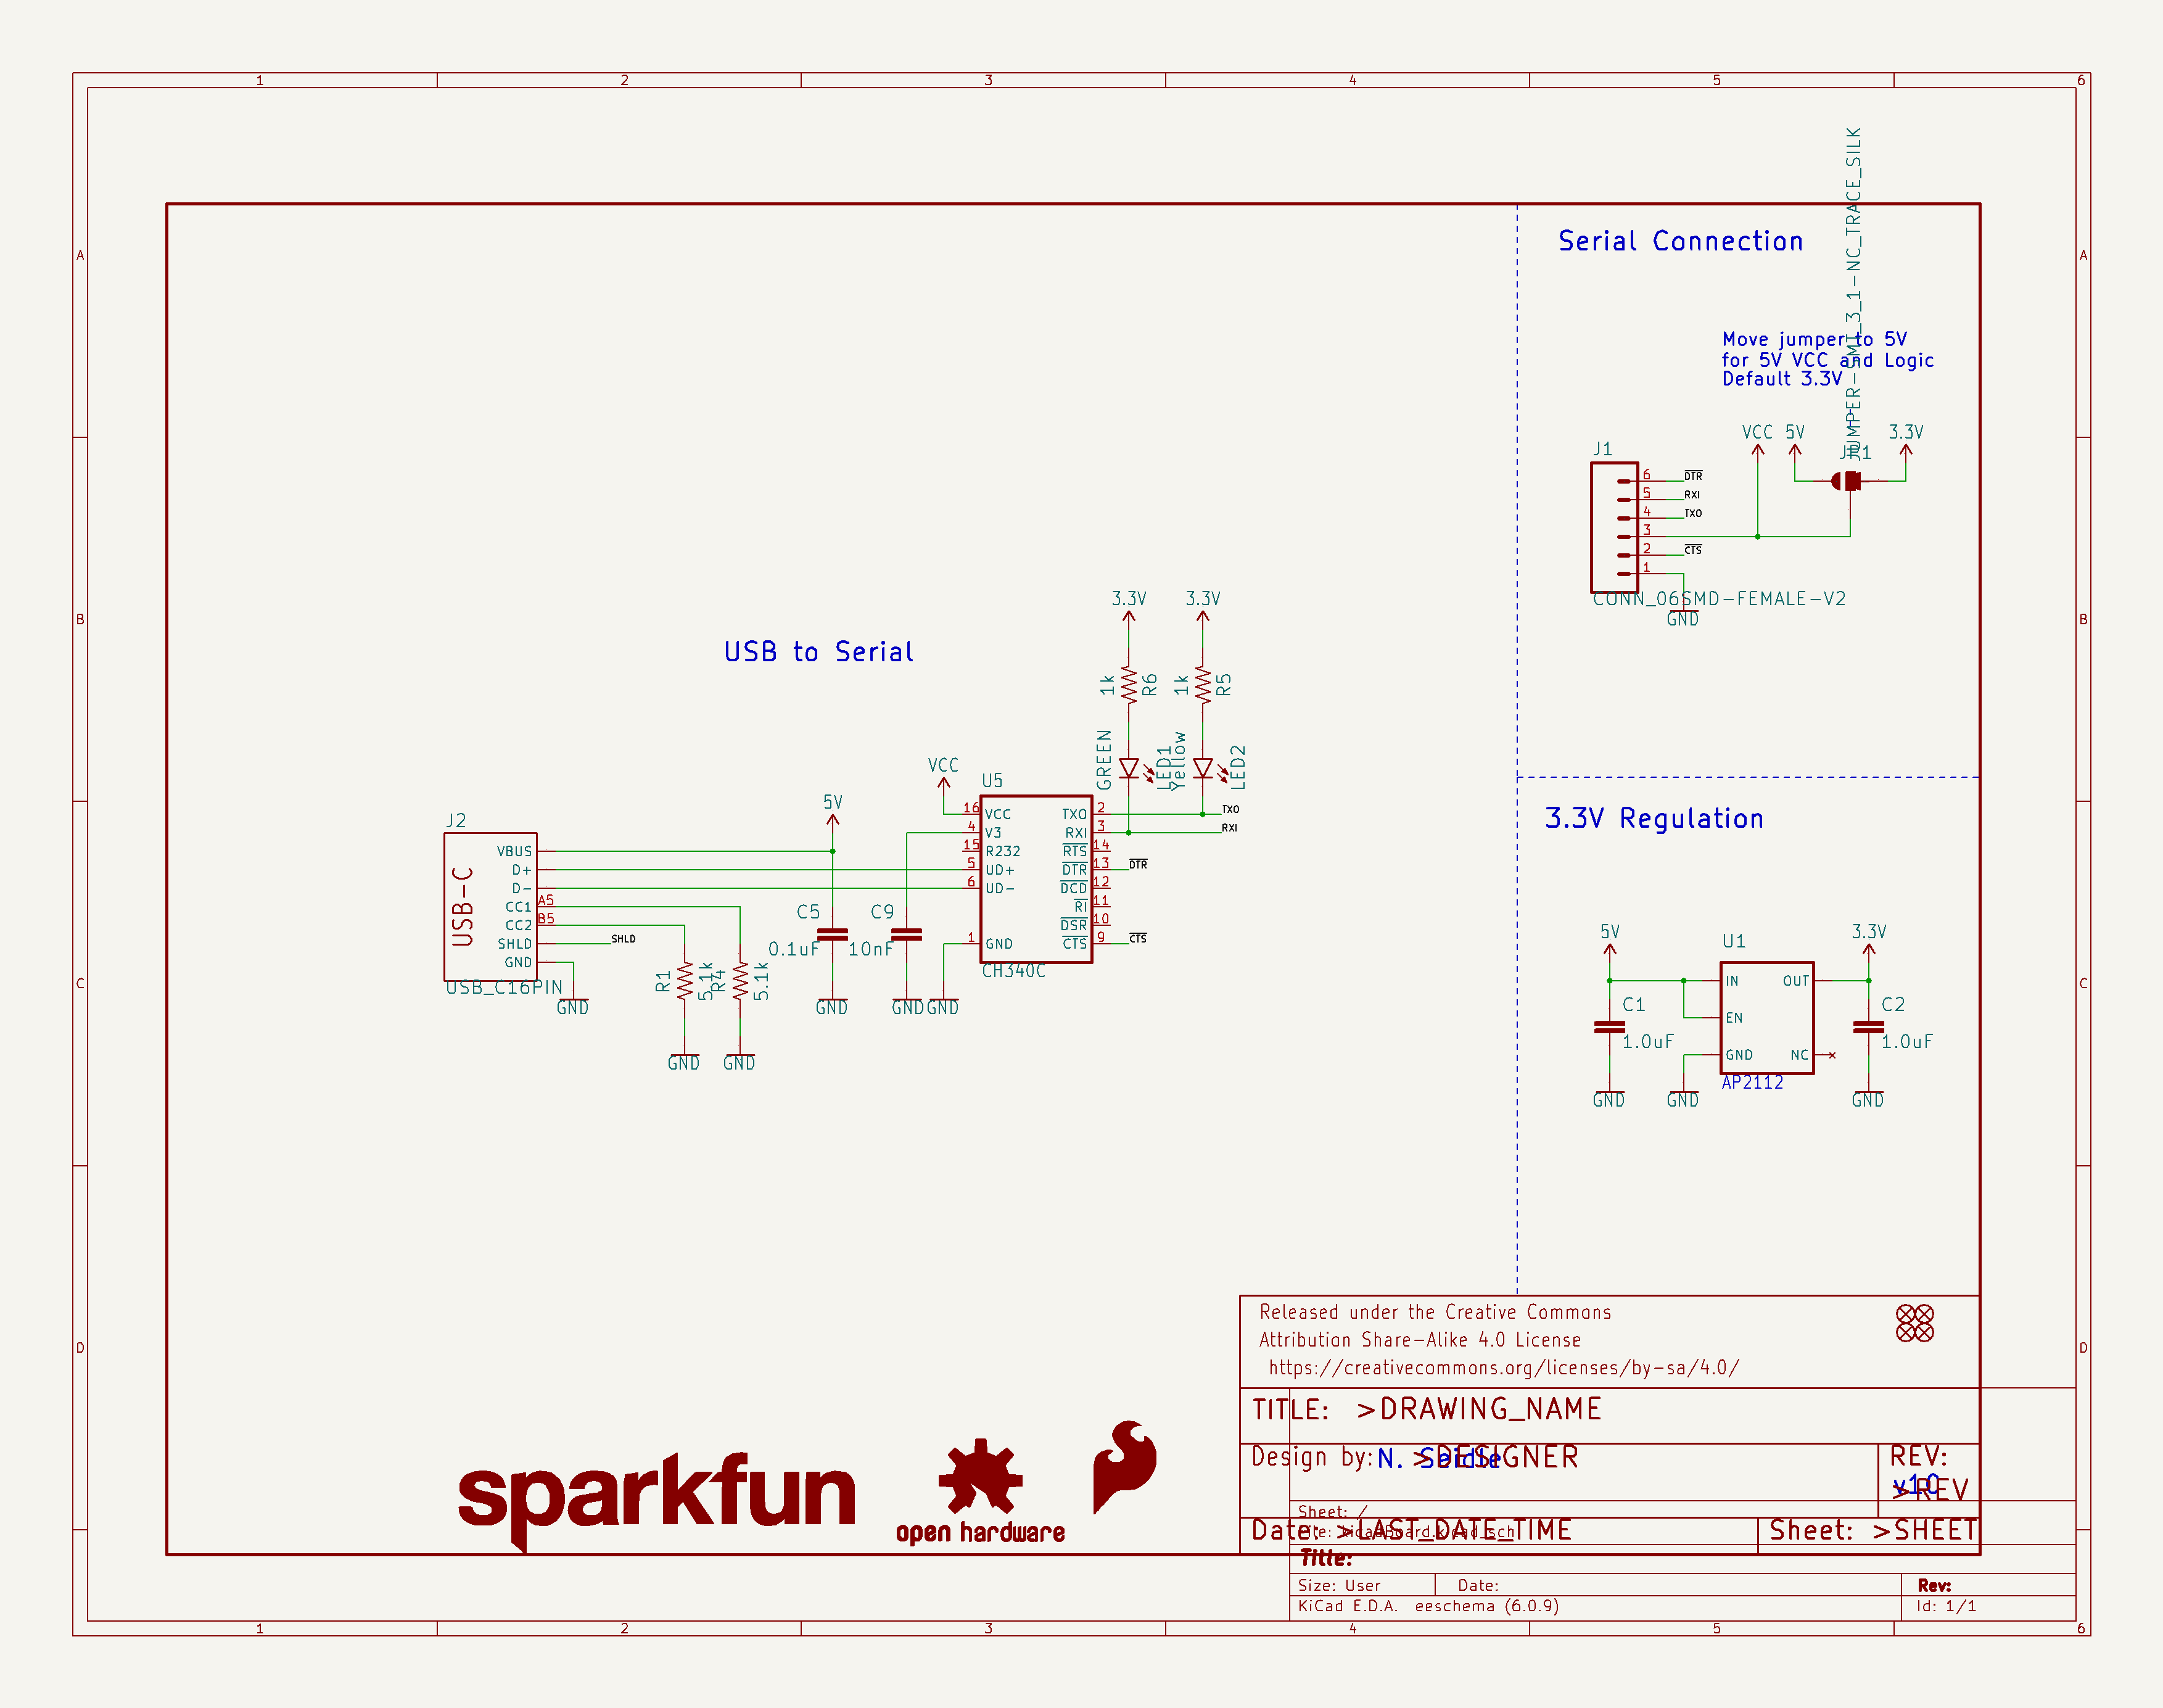 1 2 3 4 5 6
A A
B B
C C
D D
Serial Connection
JUMPER-SMT_3_1-NC_TRACE_SILK
Move jumper to 5V
for 5V VCC and Logic
Default 3.3V
VCC 5V 3.3V
J1
6 DTR
5 RXI
4 TXO
3
2 CTS
1
CONN_06SMD-FEMALE-V2
GND
USB to Serial
3.3V 3.3V
1k R6 1k R5
GREEN LED1 Yellow LED2
VCC
U5
5V
16 VCC TXO 2 TXO
4 V3 RXI 3 RXI
15 R232 RTS 14
5 UD+ DTR 13 DTR
6 UD- DCD 12
RI 11
DSR 10
1 GND CTS 9 CTS
CH340C
J2
USB-C
VBUS
D+
D-
CC1 A5
CC2 B5
SHLD SHLD
GND
USB_C16PIN
GND
R1 5.1k R4 5.1k
GND GND
C5 C9
0.1uF 10nF
GND GND GND
3.3V Regulation
5V U1 3.3V
IN OUT
C1 C2
EN
1.0uF 1.0uF
GND NC
AP2112
GND GND GND
Released under the Creative Commons
Attribution Share-Alike 4.0 License
https://creativecommons.org/licenses/by-sa/4.0/
TITLE: >DRAWING_NAME
Design by: N. Seidle >DESIGNER
REV:
v10
>REV
Sheet: /
File: kicadBoard.kicad_sch
Date: >LAST_DATE_TIME
Sheet: >SHEET
Title:
Size: User Date: Rev:
KiCad E.D.A. eeschema (6.0.9) Id: 1/1
sparkfun
open hardware
1 2 3 4 5 6